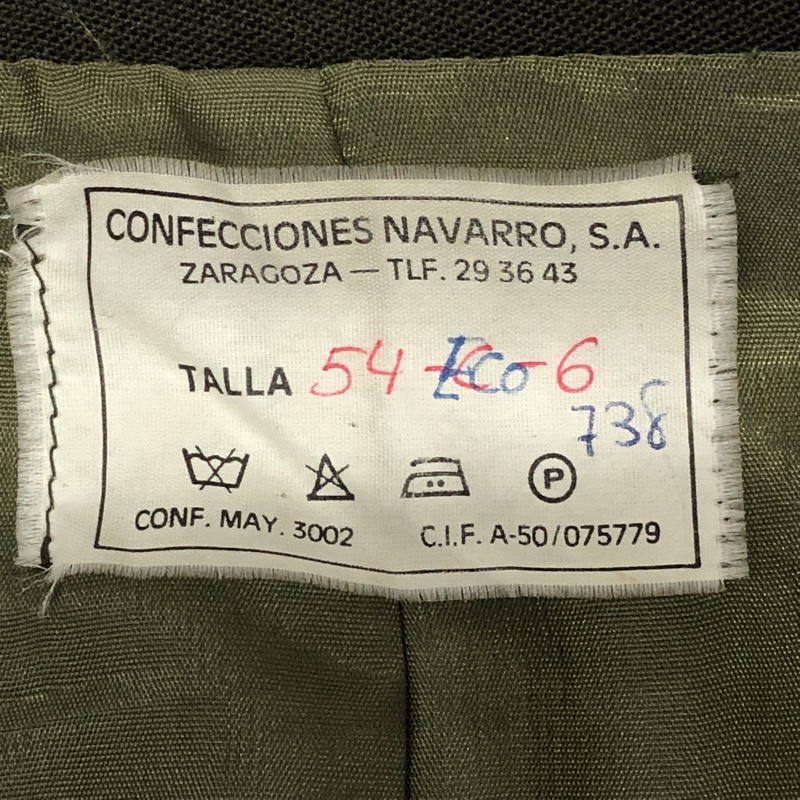 CONFECCIONES NAVARRO, S.A.
ZARAGOZA — TLF. 29 36 43
TALLA 54 - - 6
738
P
CONF. MAY. 3002 C.I.F. A-50/075779